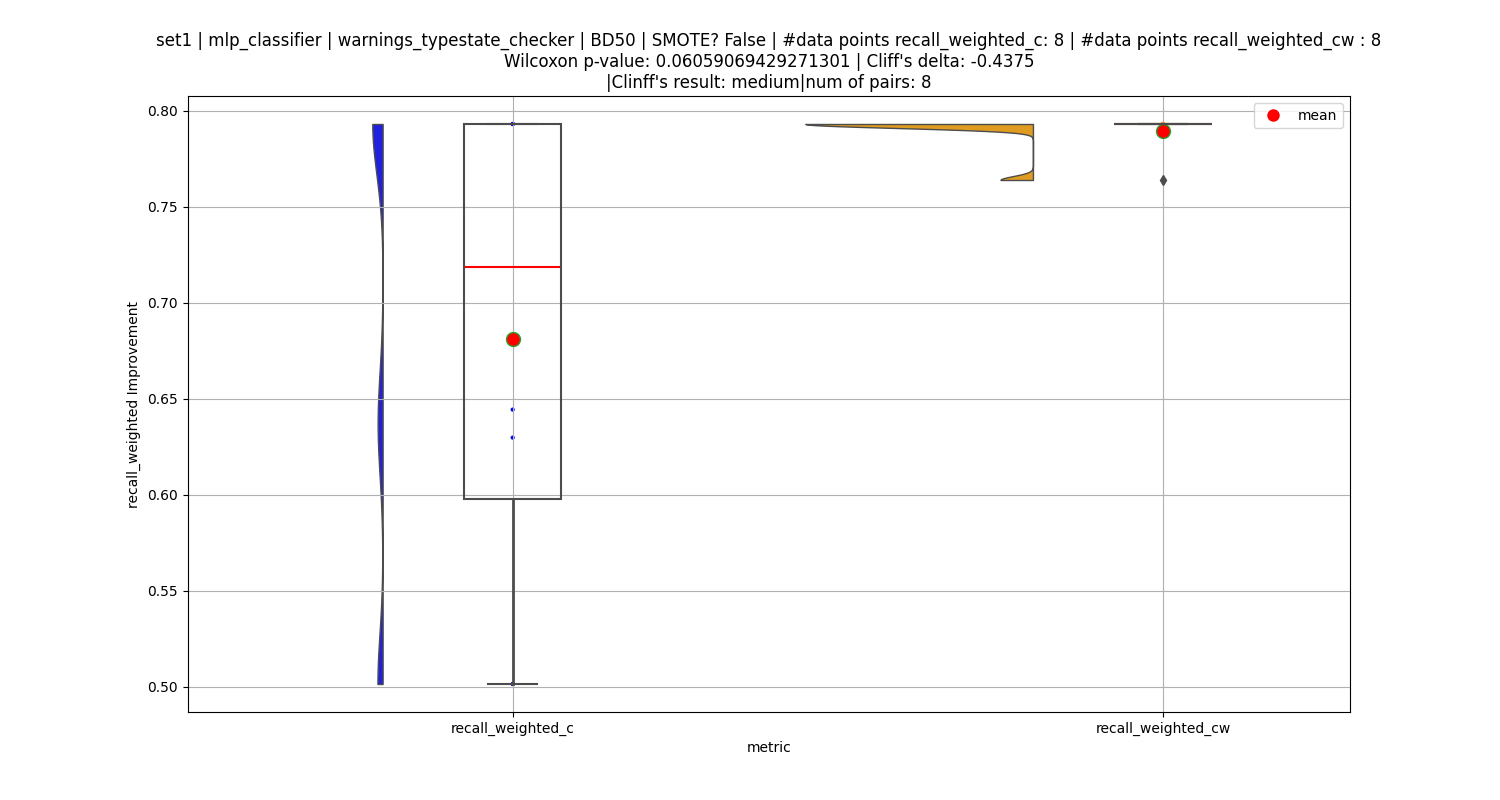 set1 | mlp_classifier | warnings_typestate_checker | BD50 | SMOTE? False | #data points recall_weighted_c: 8 | #data points recall_weighted_cw : 8
Wilcoxon p-value: 0.06059069429271301 | Cliff's delta: -0.4375
|Clinff's result: medium|num of pairs: 8
mean
0.80
0.75
0.70
0.65
0.60
0.55
0.50
recall_weighted Improvement
recall_weighted_c
recall_weighted_cw
metric